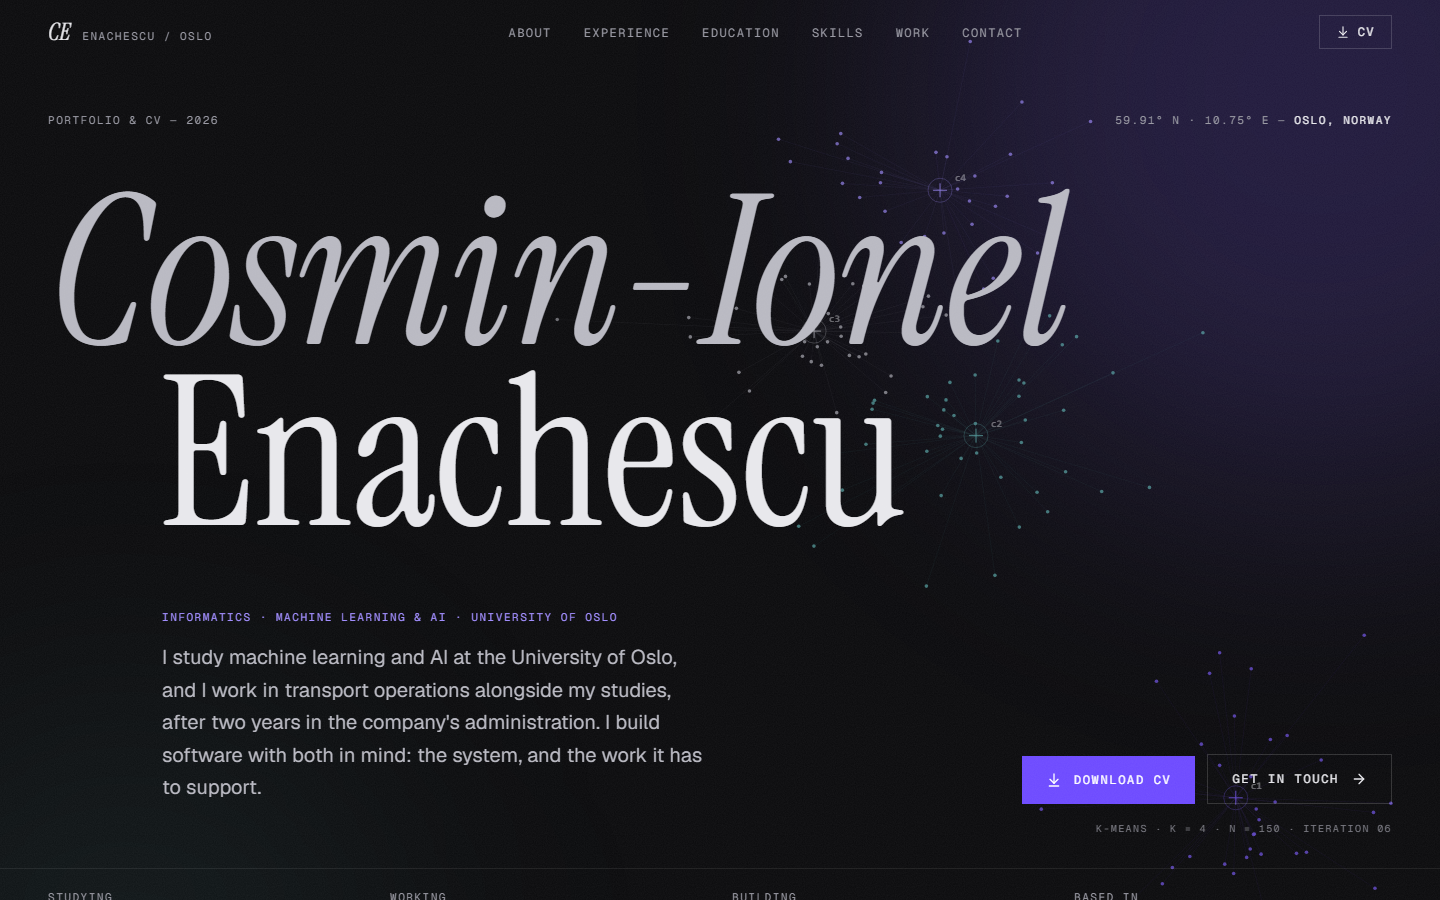 CE ENACHESCU / OSLO
ABOUT EXPERIENCE EDUCATION SKILLS WORK CONTACT
CV
PORTFOLIO & CV — 2026
59.91° N · 10.75° E — OSLO, NORWAY
c4
Cosmin-Ionel
c3
Enachescu
c2
INFORMATICS · MACHINE LEARNING & AI · UNIVERSITY OF OSLO
I study machine learning and AI at the University of Oslo,
and I work in transport operations alongside my studies,
after two years in the company's administration. I build
software with both in mind: the system, and the work it has
to support.
DOWNLOAD CV
GET IN TOUCH
c1
K-MEANS · K = 4 · N = 150 · ITERATION 06
STUDYING WORKING BUILDING BASED IN